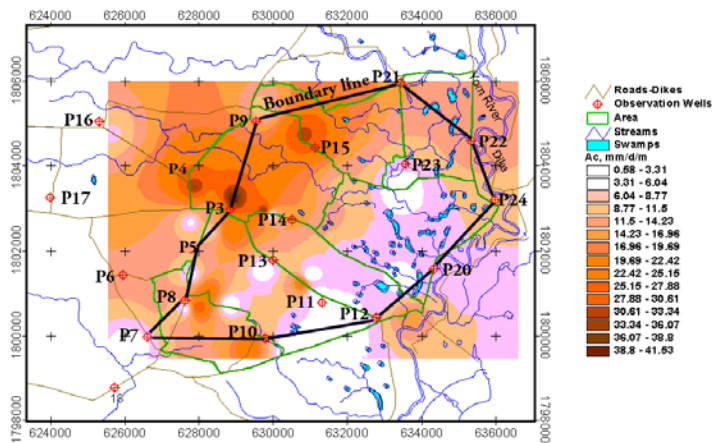 624000 626000 628000 630000 632000 634000 636000
1806000
1804000
1802000
1800000
1798000
1806000
1804000
1802000
1800000
1798000
Boundary line
P21
P9
P16
P15
P22
P23
P4
P17
P24
P3
P14
P5
P13
P6
P20
P8
P11
P12
P7
P10
18
Yom River
Dike
624000 626000 628000 630000 632000 634000 636000
Roads-Dikes
Observation Wells
Area
Streams
Swamps
Ac, mm/d/m
0.58 - 3.31
3.31 - 6.04
6.04 - 8.77
8.77 - 11.5
11.5 - 14.23
14.23 - 16.96
16.96 - 19.69
19.69 - 22.42
22.42 - 25.15
25.15 - 27.88
27.88 - 30.61
30.61 - 33.34
33.34 - 36.07
36.07 - 38.8
38.8 - 41.53